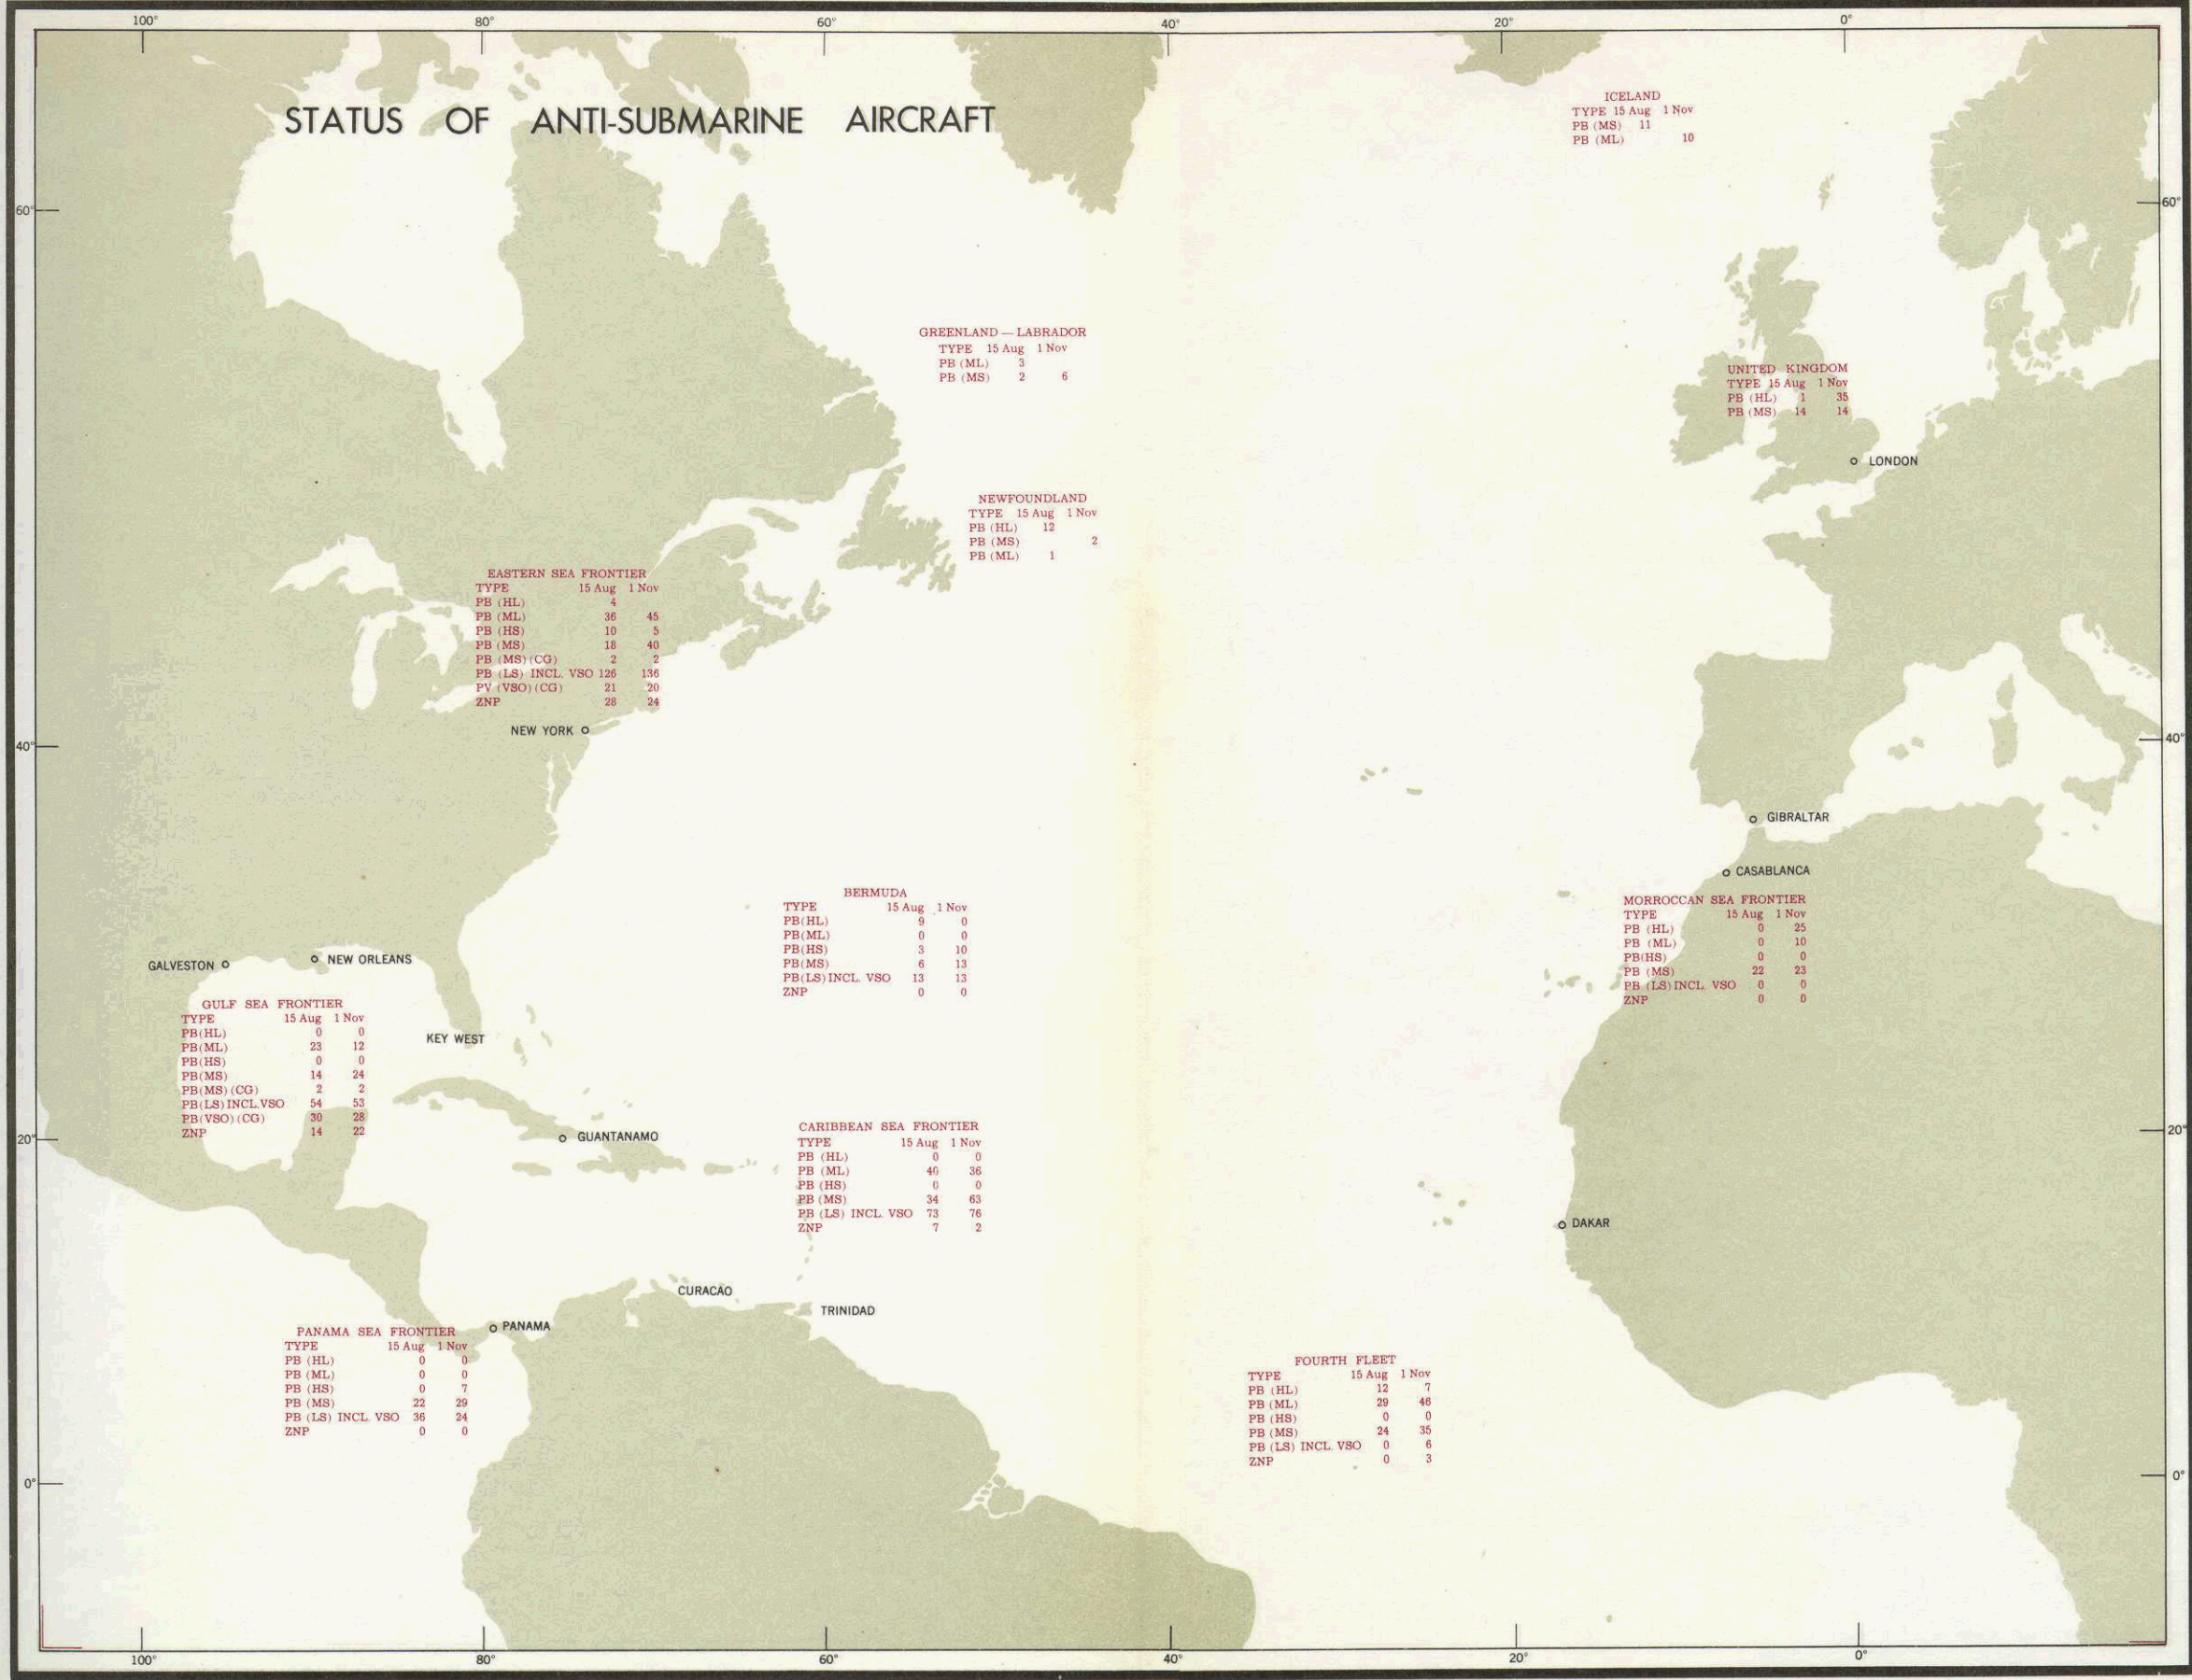 100° 80° 60° 40° 20° 0°
STATUS OF ANTI-SUBMARINE AIRCRAFT
ICELAND
TYPE 15 Aug 1 Nov
PB (MS) 11
PB (ML) 10
60° 60°
GREENLAND — LABRADOR
TYPE 15 Aug 1 Nov
PB (ML) 3
PB (MS) 2 6
UNITED KINGDOM
TYPE 15 Aug 1 Nov
PB (HL) 1 35
PB (MS) 14 14
LONDON
NEWFOUNDLAND
TYPE 15 Aug 1 Nov
PB (HL) 12
PB (MS) 2
PB (ML) 1
EASTERN SEA FRONTIER
TYPE 15 Aug 1 Nov
PB (HL) 4
PB (ML) 36 45
PB (HS) 10 5
PB (MS) 18 40
PB (MS)(CG) 2 2
PB (LS) INCL. VSO 126 136
PV (VSO)(CG) 21 20
ZNP 28 24
NEW YORK
40° 40°
GIBRALTAR
CASABLANCA
BERMUDA
TYPE 15 Aug 1 Nov
PB(HL) 9 0
PB(ML) 0 0
PB(HS) 3 10
PB(MS) 6 13
PB(LS) INCL. VSO 13 13
ZNP 0 0
MORROCCAN SEA FRONTIER
TYPE 15 Aug 1 Nov
PB (HL) 0 25
PB (ML) 0 10
PB(HS) 0 0
PB (MS) 22 23
PB (LS) INCL. VSO 0 0
ZNP 0 0
GALVESTON
NEW ORLEANS
GULF SEA FRONTIER
TYPE 15 Aug 1 Nov
PB(HL) 0 0
PB(ML) 23 12
PB(HS) 0 0
PB(MS) 14 24
PB(MS)(CG) 2 2
PB(LS) INCL.VSO 54 53
PB(VSO)(CG) 30 28
ZNP 14 22
KEY WEST
20° 20°
GUANTANAMO
CARIBBEAN SEA FRONTIER
TYPE 15 Aug 1 Nov
PB (HL) 0 0
PB (ML) 40 36
PB (HS) 0 0
PB (MS) 34 63
PB (LS) INCL. VSO 73 76
ZNP 7 2
DAKAR
CURACAO
TRINIDAD
PANAMA
PANAMA SEA FRONTIER
TYPE 15 Aug 1 Nov
PB (HL) 0 0
PB (ML) 0 0
PB (HS) 0 7
PB (MS) 22 29
PB (LS) INCL. VSO 36 24
ZNP 0 0
FOURTH FLEET
TYPE 15 Aug 1 Nov
PB (HL) 12 7
PB (ML) 29 46
PB (HS) 0 0
PB (MS) 24 35
PB (LS) INCL. VSO 0 6
ZNP 0 3
0° 0°
100° 80° 60° 40° 20° 0°